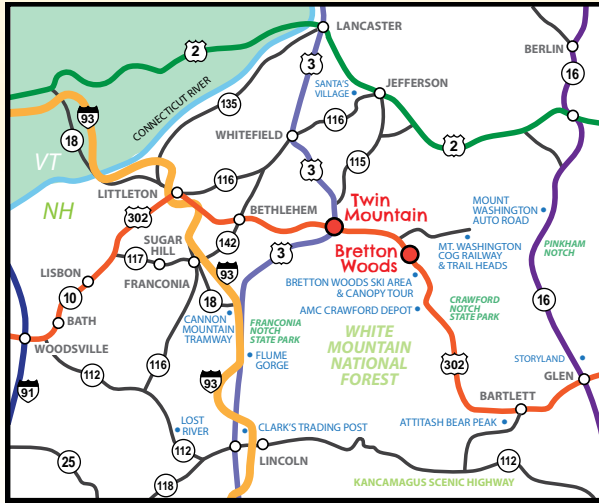 LANCASTER
2
BERLIN
3
16
SANTA'S
VILLAGE
JEFFERSON
CONNECTICUT RIVER
135
93
18
WHITEFIELD
116
2
VT
3
115
116
LITTLETON
NH
BETHLEHEM
Twin
Mountain
MOUNT
WASHINGTON
AUTO ROAD
302
SUGAR
HILL
142
3
Bretton
Woods
MT. WASHINGTON
COG RAILWAY
& TRAIL HEADS
PINKHAM
NOTCH
117
LISBON
FRANCONIA
93
BRETTON WOODS SKI AREA
& CANOPY TOUR
10
18
16
CANNON
MOUNTAIN
TRAMWAY
FRANCONIA
NOTCH
STATE PARK
AMC CRAWFORD DEPOT
CRAWFORD
NOTCH
STATE PARK
BATH
WOODSVILLE
WHITE
MOUNTAIN
NATIONAL
FOREST
FLUME
GORGE
STORYLAND
302
112
116
93
GLEN
91
BARTLETT
LOST
RIVER
CLARK'S TRADING POST
ATTITASH BEAR PEAK
112
LINCOLN
25
118
KANCAMAGUS SCENIC HIGHWAY
112